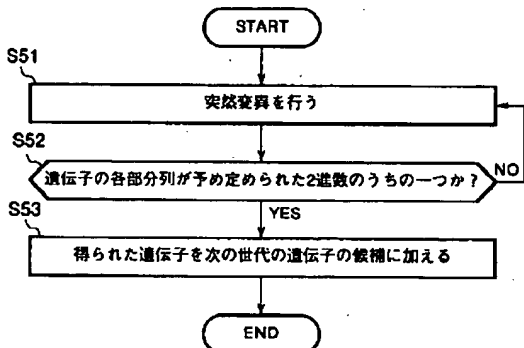 START
S51
突然変異を行う
S52
遺伝子の各部分列が予め定められた2進数のうちの一つか?
NO
YES
S53
得られた遺伝子を次の世代の遺伝子の候補に加える
END